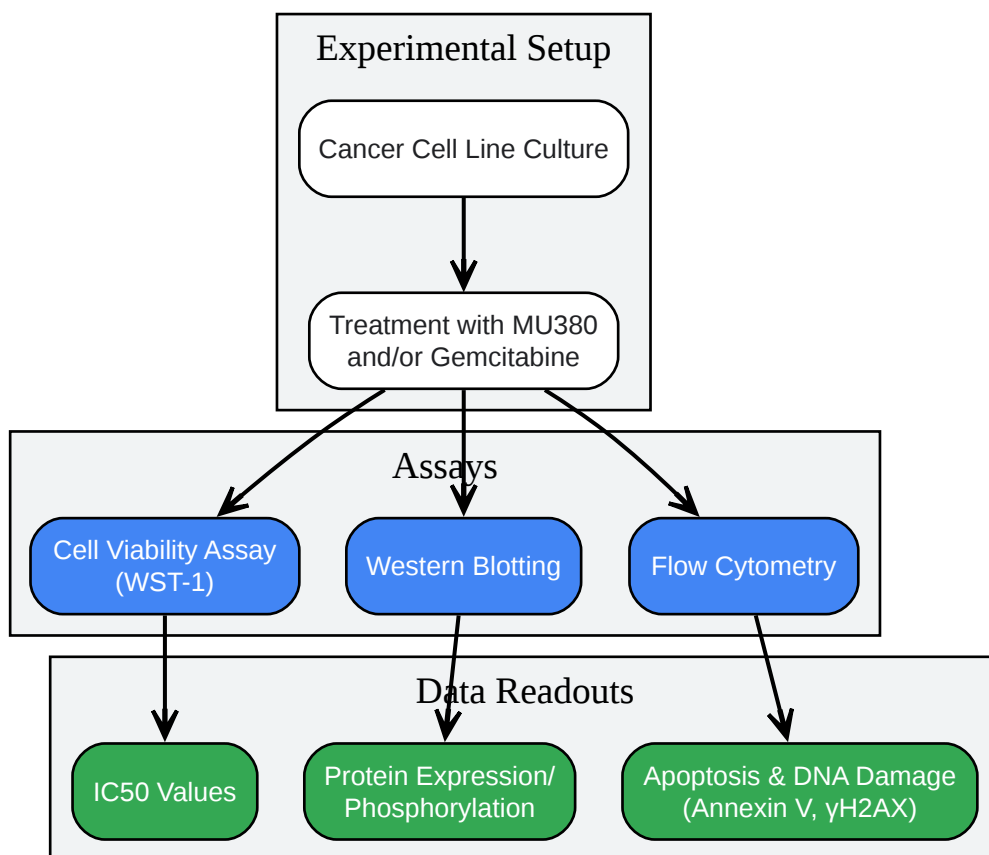 Experimental Setup
Cancer Cell Line Culture
Treatment with MU380
and/or Gemcitabine
Assays
Cell Viability Assay
(WST-1)
Western Blotting
Flow Cytometry
Data Readouts
IC50 Values
Protein Expression/
Phosphorylation
Apoptosis & DNA Damage
(Annexin V, γH2AX)